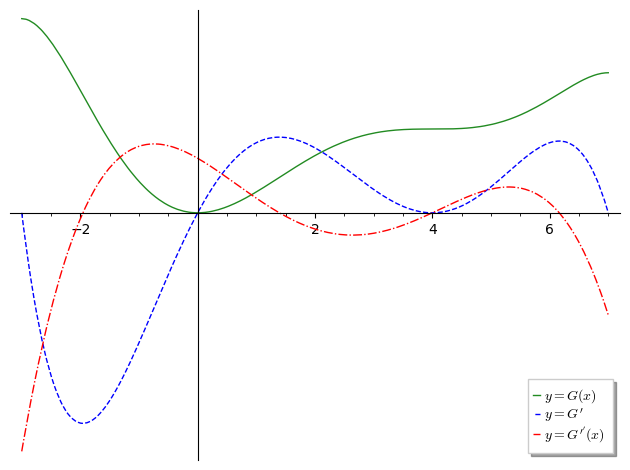 −2
2
4
6
y = G(x)
y = G′
y = G′′(x)